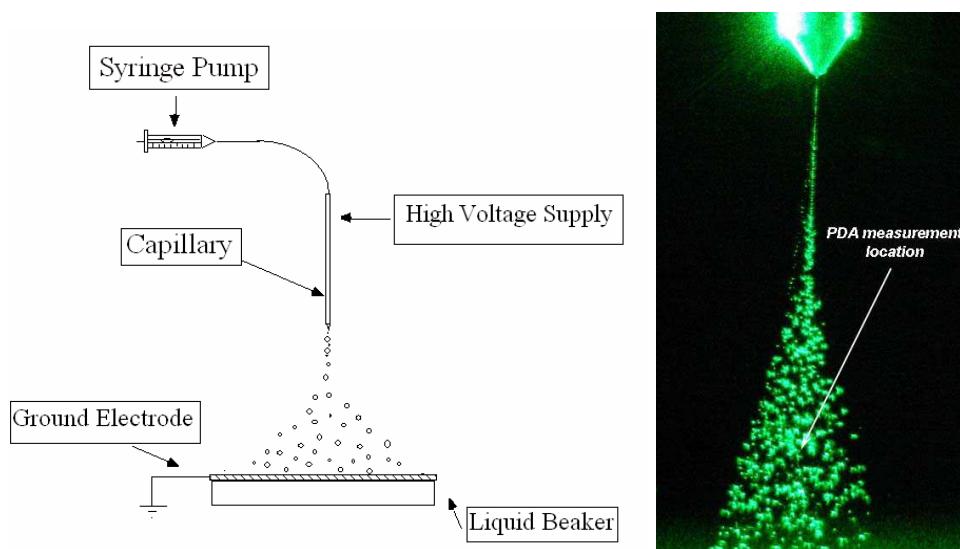 Syringe Pump
High Voltage Supply
Capillary
Ground Electrode
Liquid Beaker
PDA measurement
location